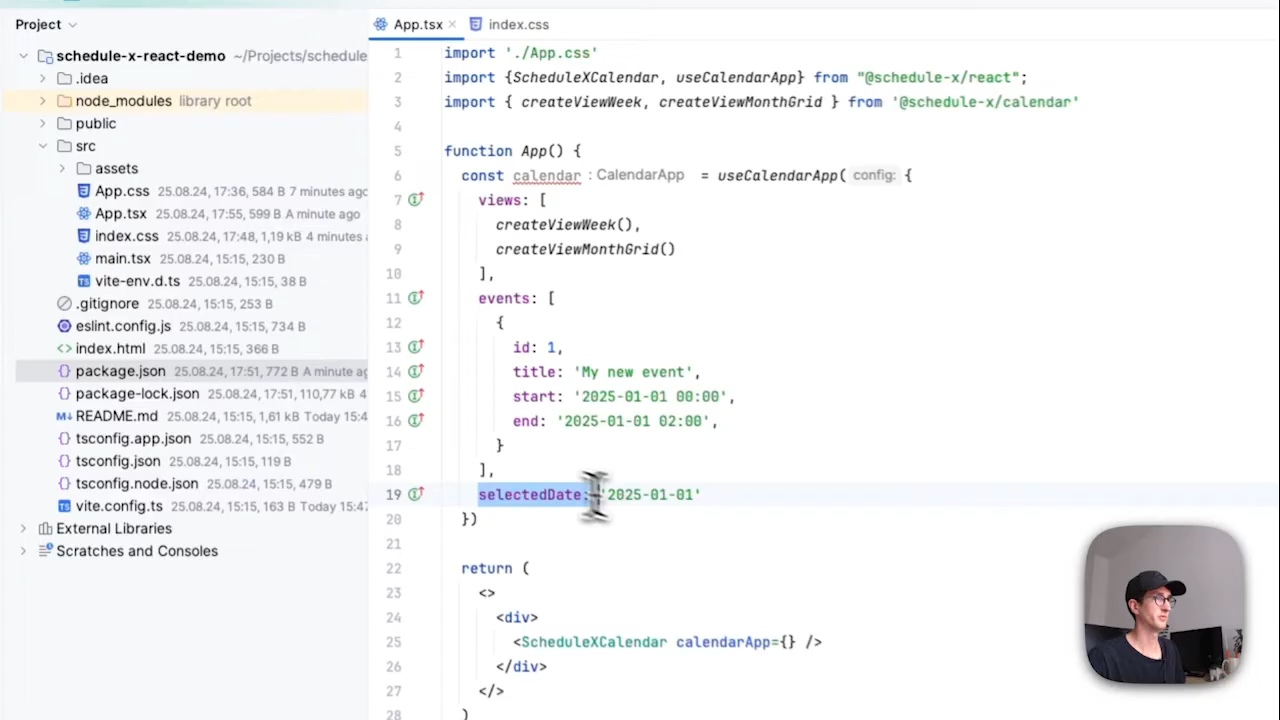 Project
App.tsx
index.css
schedule-x-react-demo ~/Projects/schedule
.idea
node_modules library root
public
src
assets
App.css 25.08.24, 17:36, 584 B 7 minutes ago
App.tsx 25.08.24, 17:55, 599 B A minute ago
index.css 25.08.24, 17:48, 1,19 kB 4 minutes a
main.tsx 25.08.24, 15:15, 230 B
vite-env.d.ts 25.08.24, 15:15, 38 B
.gitignore 25.08.24, 15:15, 253 B
eslint.config.js 25.08.24, 15:15, 734 B
index.html 25.08.24, 15:15, 366 B
package.json 25.08.24, 17:51, 772 B A minute ag
package-lock.json 25.08.24, 17:51, 110,77 kB 4
README.md 25.08.24, 15:15, 1,61 kB Today 15:4
tsconfig.app.json 25.08.24, 15:15, 552 B
tsconfig.json 25.08.24, 15:15, 119 B
tsconfig.node.json 25.08.24, 15:15, 479 B
vite.config.ts 25.08.24, 15:15, 163 B Today 15:47
External Libraries
Scratches and Consoles
1 import './App.css'
2 import {ScheduleXCalendar, useCalendarApp} from "@schedule-x/react";
3 import { createViewWeek, createViewMonthGrid } from '@schedule-x/calendar'
4
5 function App() {
6 const calendar : CalendarApp = useCalendarApp( config: {
7 views: [
8 createViewWeek(),
9 createViewMonthGrid()
10 ],
11 events: [
12 {
13 id: 1,
14 title: 'My new event',
15 start: '2025-01-01 00:00',
16 end: '2025-01-01 02:00',
17 }
18 ],
19 selectedDate: '2025-01-01'
20 })
21
22 return (
23 <>
24 <div>
25 <ScheduleXCalendar calendarApp={} />
26 </div>
27 </>
28 )